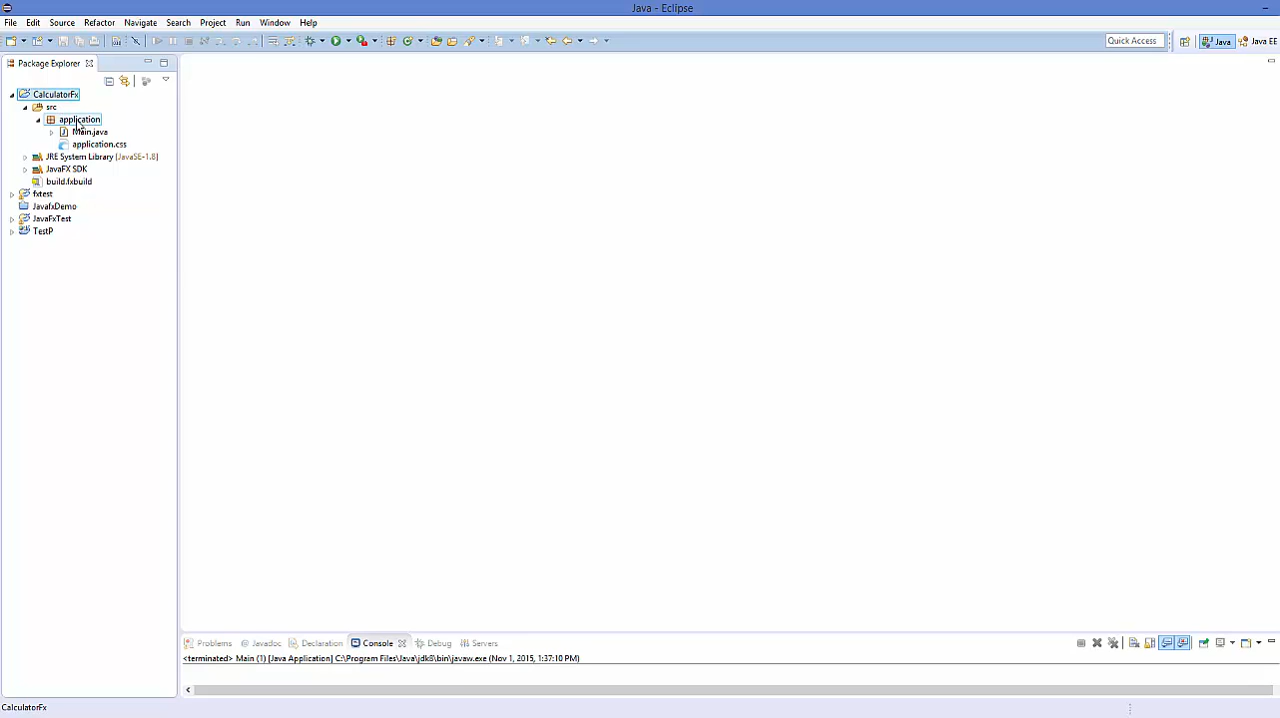 Java - Eclipse
File Edit Source Refactor Navigate Search Project Run Window Help
Quick Access Java Java EE
Package Explorer
CalculatorFx
src
application
Main.java
application.css
JRE System Library [JavaSE-1.8]
JavaFX SDK
build.fxbuild
fxtest
JavafxDemo
JavaFxTest
TestP
Problems Javadoc Declaration Console Debug Servers
<terminated> Main (1) [Java Application] C:\Program Files\Java\jdk8\bin\javaw.exe (Nov 1, 2015, 1:37:10 PM)
CalculatorFx